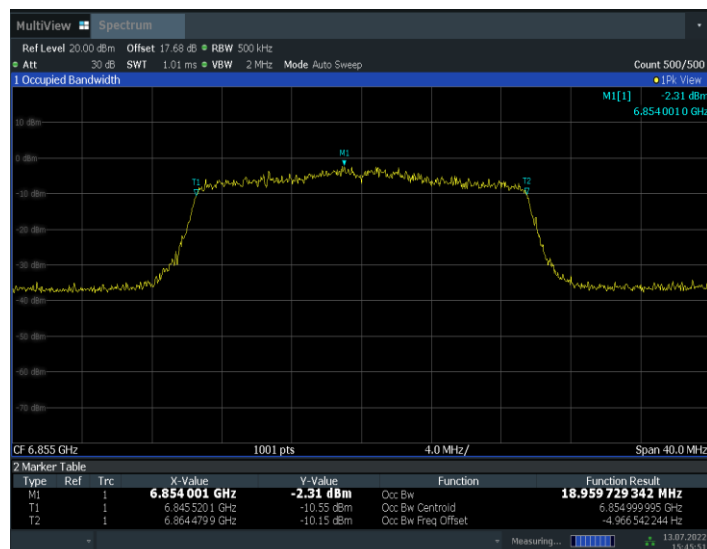 MultiView Spectrum
Ref Level 20.00 dBm Offset 17.68 dB RBW 500 kHz
Att 30 dB SWT 1.01 ms VBW 2 MHz Mode Auto Sweep Count 500/500
1 Occupied Bandwidth 1Pk View
M1[1] -2.31 dBm
6.854 001 0 GHz
10 dBm
M1
0 dBm
T1 T2
-10 dBm
-20 dBm
-30 dBm
-40 dBm
-50 dBm
-60 dBm
-70 dBm
CF 6.855 GHz 1001 pts 4.0 MHz/ Span 40.0 MHz
2 Marker Table
Type Ref Trc X-Value Y-Value Function Function Result
M1 1 6.854 001 GHz -2.31 dBm Occ Bw 18.959 729 342 MHz
T1 1 6.845 520 1 GHz -10.55 dBm Occ Bw Centroid 6.854 999 995 GHz
T2 1 6.864 479 9 GHz -10.15 dBm Occ Bw Freq Offset -4.966 542 244 Hz
Measuring... 13.07.2022
15:45:51